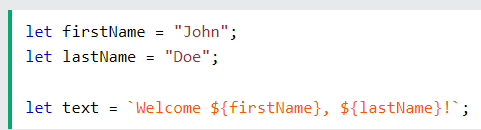 let firstName = "John";
let lastName = "Doe";
let text = `Welcome ${firstName}, ${lastName}!`;